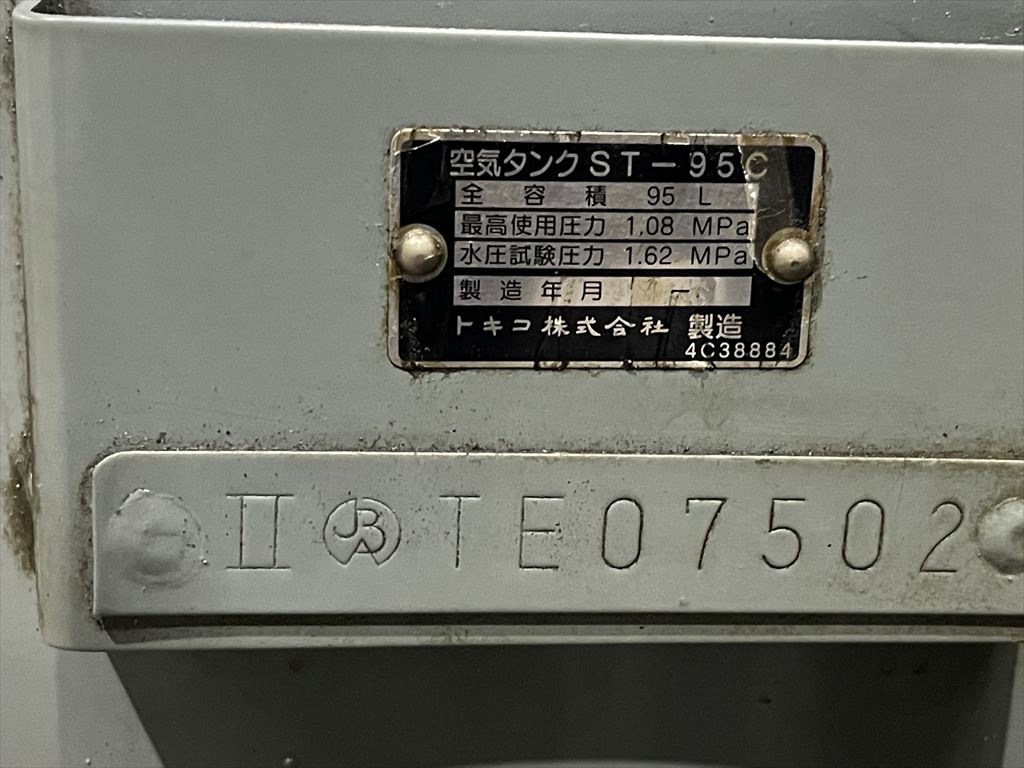 空気タンク ST-95C
全容積 95 L
最高使用圧力 1.08 MPa
水圧試験圧力 1.62 MPa
製造年月 -
トキコ株式会社 製造
4C38884
II JBA TE07502